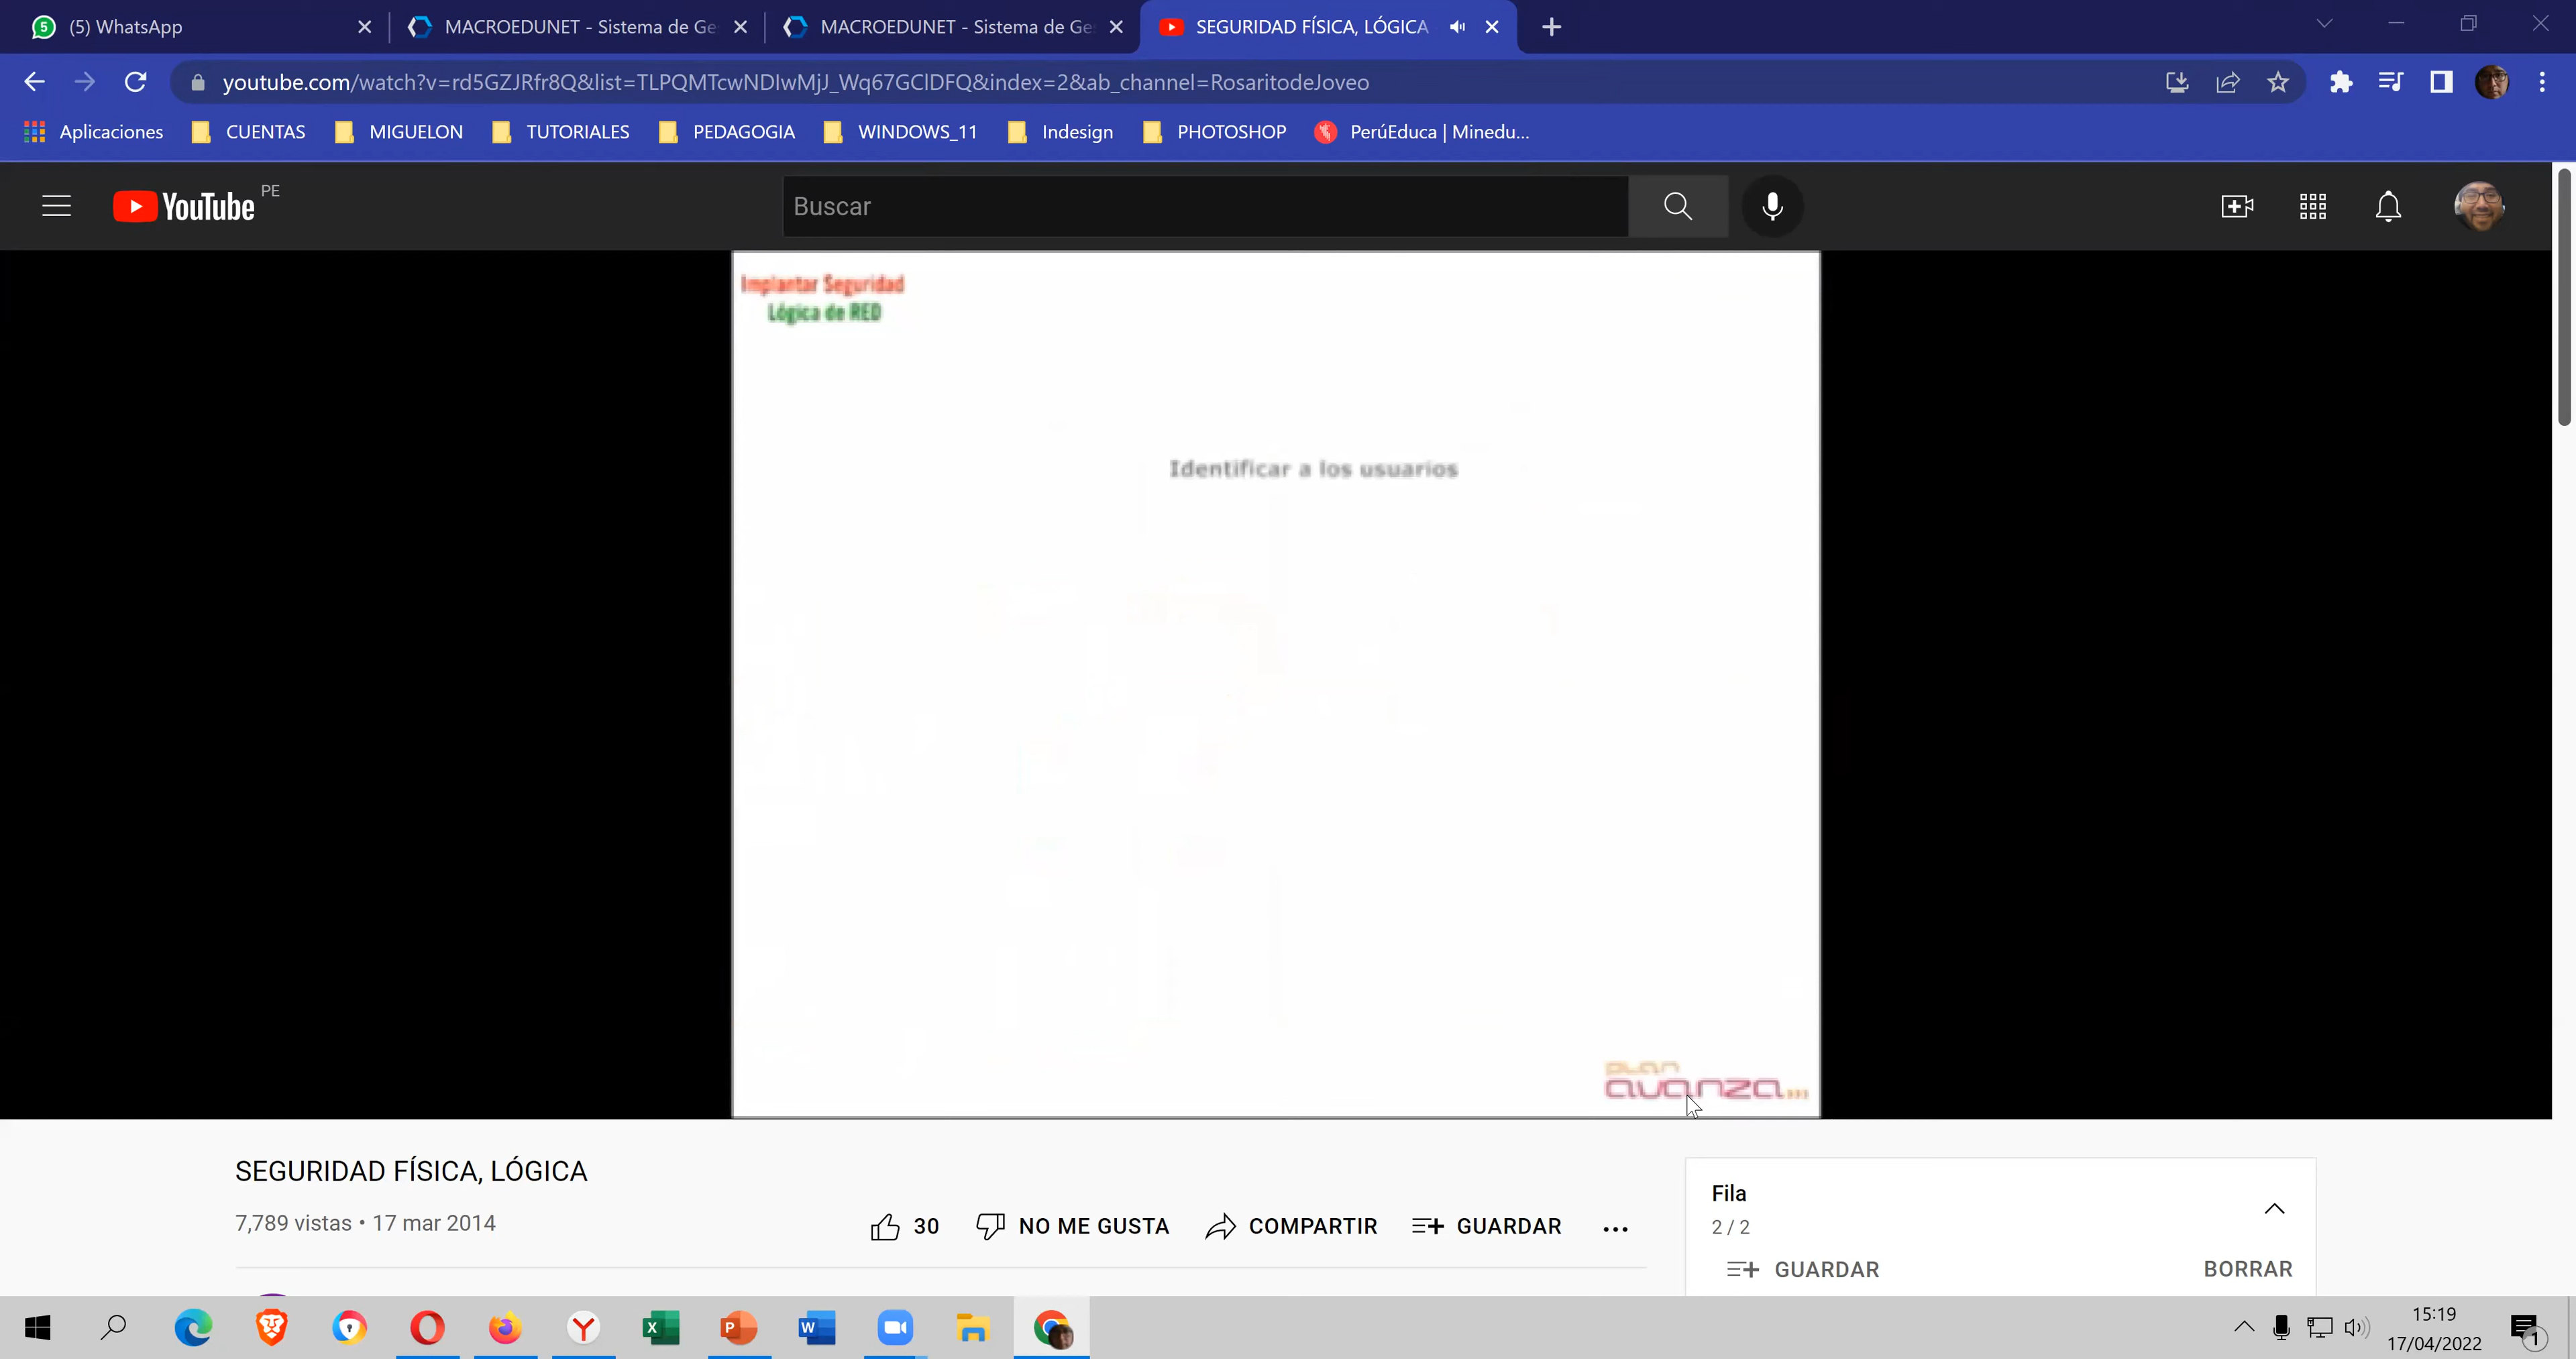 (5) WhatsApp
MACROEDUNET - Sistema de Ge
MACROEDUNET - Sistema de Ge
SEGURIDAD FÍSICA, LÓGICA
youtube.com/watch?v=rd5GZJRfr8Q&list=TLPQMTcwNDIwMjJ_Wq67GClDFQ&index=2&ab_channel=RosaritodeJoveo
Aplicaciones
CUENTAS
MIGUELON
TUTORIALES
PEDAGOGIA
WINDOWS_11
Indesign
PHOTOSHOP
PerúEduca | Minedu...
YouTube PE
Buscar
Implantar Seguridad
Lógica de RED
Identificar a los usuarios
plan
avanza...
SEGURIDAD FÍSICA, LÓGICA
7,789 vistas • 17 mar 2014
30
NO ME GUSTA
COMPARTIR
GUARDAR
Fila
2 / 2
GUARDAR
BORRAR
15:19
17/04/2022